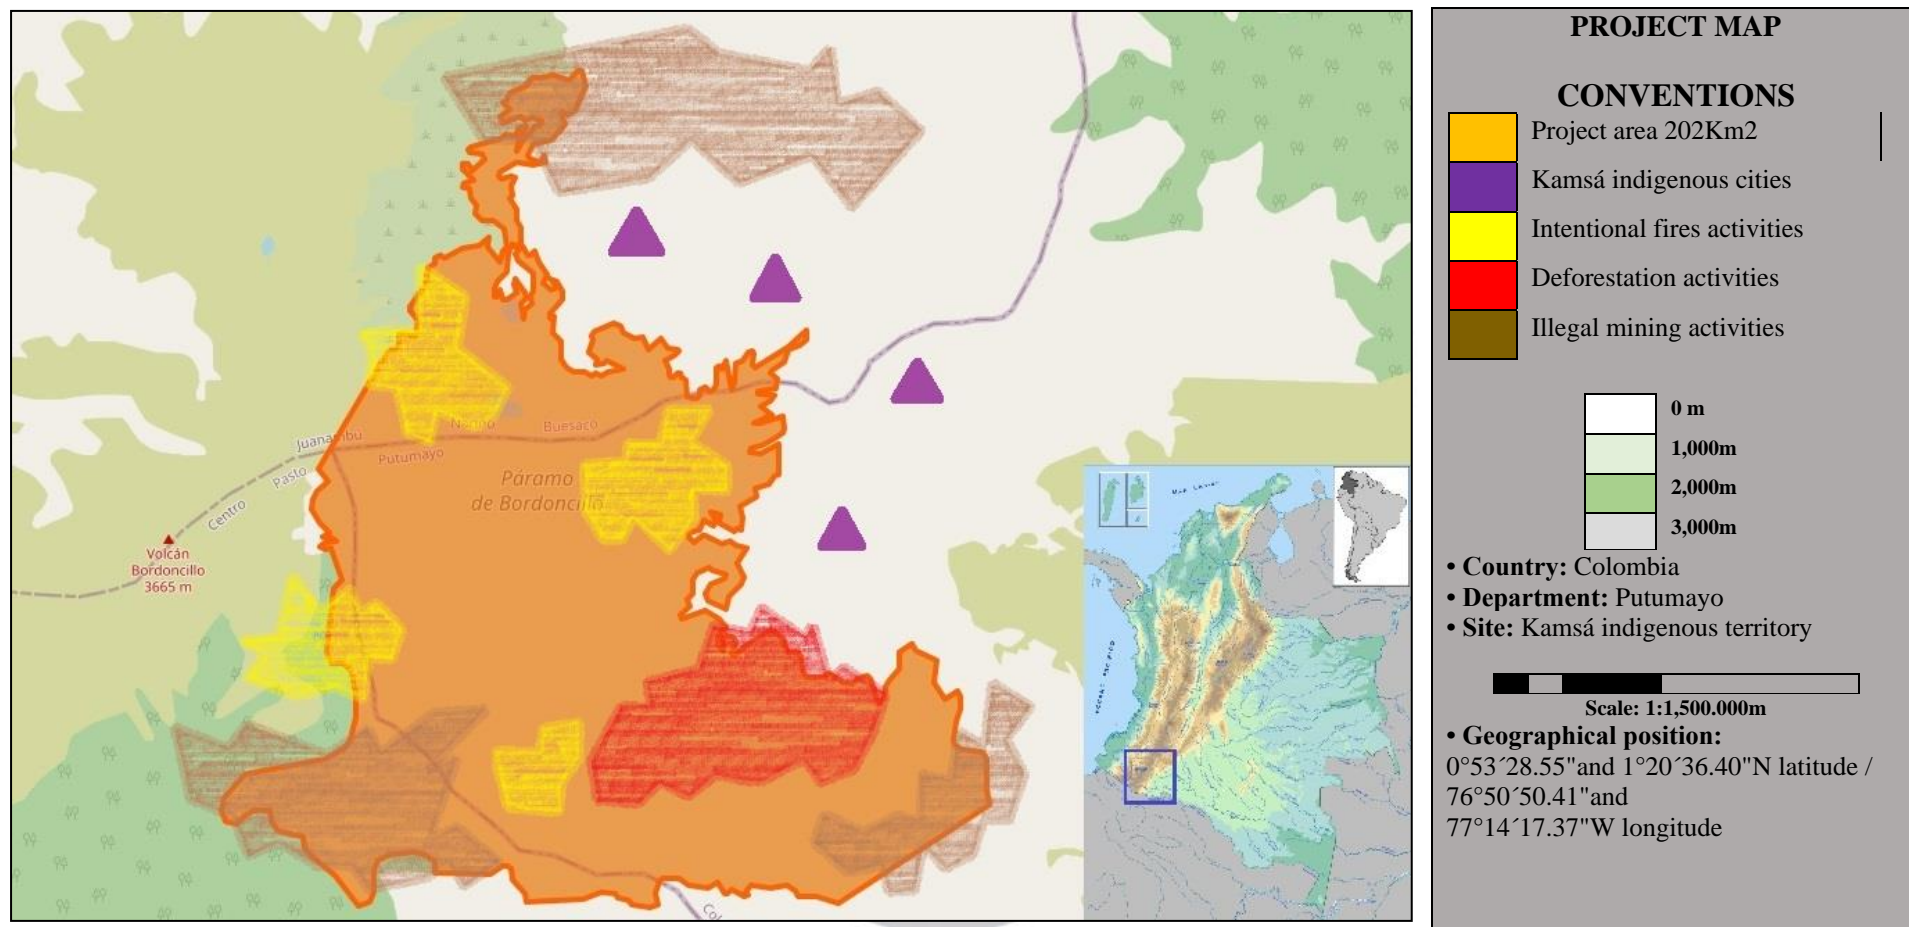 PROJECT MAP
CONVENTIONS
Project area 202Km2
Kamsá indigenous cities
Intentional fires activities
Deforestation activities
Illegal mining activities
0 m
1,000m
2,000m
3,000m
• Country: Colombia
• Department: Putumayo
• Site: Kamsá indigenous territory
Scale: 1:1,500.000m
• Geographical position:
0°53´28.55"and 1°20´36.40"N latitude /
76°50´50.41"and
77°14´17.37"W longitude
Juanambú
Nariño
Buesaco
Putumayo
Pasto
Centro
Páramo
de Bordoncillo
Volcán
Bordoncillo
3665 m
Col